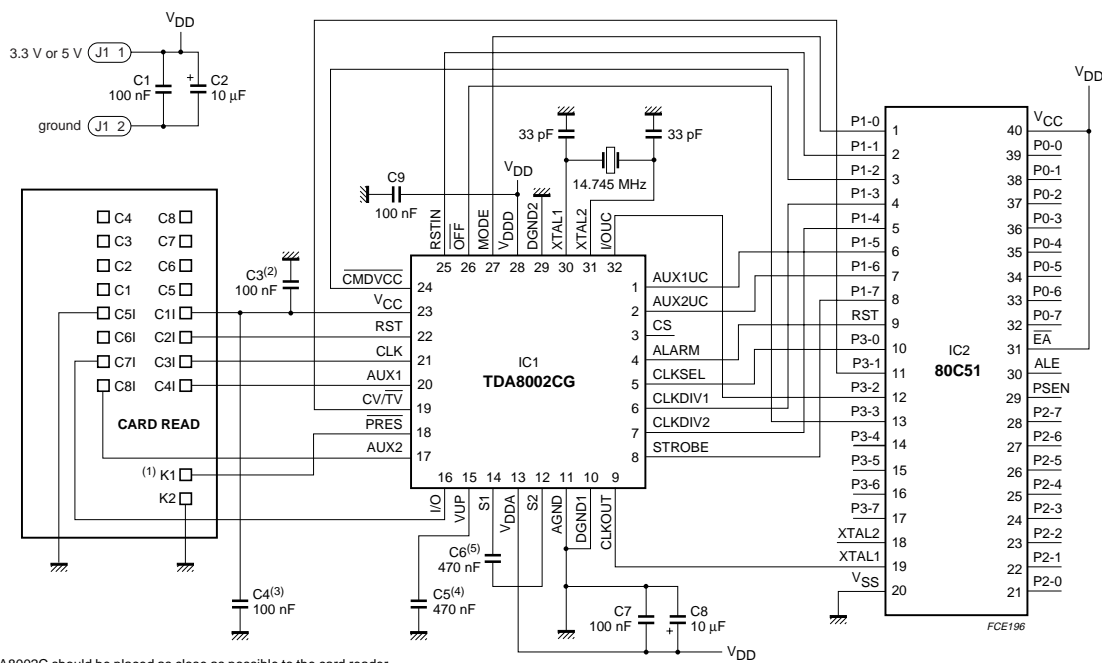 VDD
3.3 V or 5 V J1 1
C1
100 nF
+ C2
10 µF
ground J1 2
33 pF
33 pF
14.745 MHz
C9
100 nF
VDD
RSTIN
OFF
MODE
VDDD
DGND2
XTAL1
XTAL2
I/OUC
25 26 27 28 29 30 31 32
C4 C8
C3 C7
C2 C6
C1 C5
C5I C1I
C6I C2I
C7I C3I
C8I C4I
CARD READ
(1) K1
K2
C3(2)
100 nF
CMDVCC 24
VCC 23
RST 22
CLK 21
AUX1 20
CV/TV 19
PRES 18
AUX2 17
IC1
TDA8002CG
1 AUX1UC
2 AUX2UC
3 CS
4 ALARM
5 CLKSEL
6 CLKDIV1
7 CLKDIV2
8 STROBE
16 15 14 13 12 11 10 9
I/O
VUP
S1
VDDA
S2
AGND
DGND1
CLKOUT
C4(3)
100 nF
C5(4)
470 nF
C6(5)
470 nF
C7
100 nF
C8
+ 10 µF
VDD
VDD
P1-0 1
P1-1 2
P1-2 3
P1-3 4
P1-4 5
P1-5 6
P1-6 7
P1-7 8
RST 9
P3-0 10
P3-1 11
P3-2 12
P3-3 13
P3-4 14
P3-5 15
P3-6 16
P3-7 17
XTAL2 18
XTAL1 19
VSS 20
IC2
80C51
40 VCC
39 P0-0
38 P0-1
37 P0-2
36 P0-3
35 P0-4
34 P0-5
33 P0-6
32 P0-7
31 EA
30 ALE
29 PSEN
28 P2-7
27 P2-6
26 P2-5
25 P2-4
24 P2-3
23 P2-2
22 P2-1
21 P2-0
FCE196